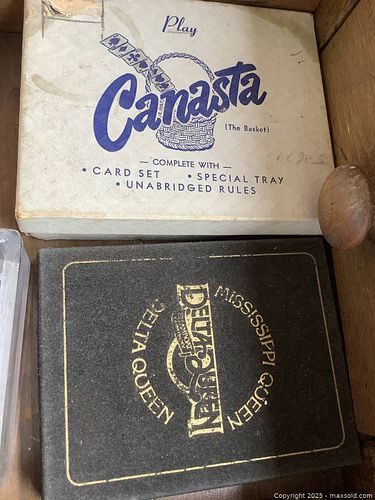 Play
Canasta
(The Basket)
— COMPLETE WITH —
• CARD SET • SPECIAL TRAY
• UNABRIDGED RULES
MISSISSIPPI QUEEN
DELTA QUEEN
DELTA QUEEN
Copyright 2025 - maxsold.com